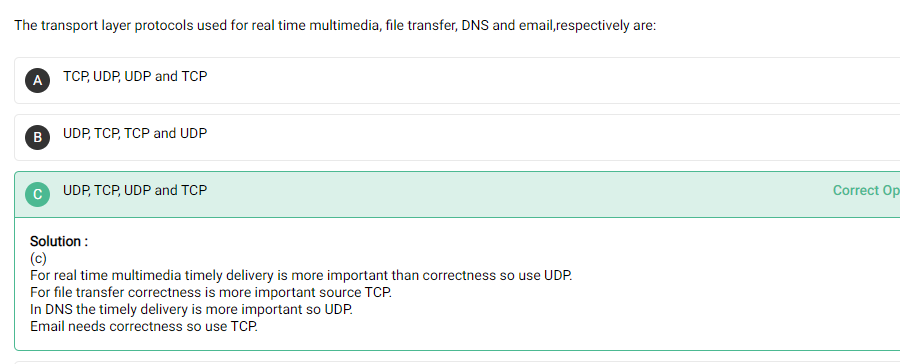 The transport layer protocols used for real time multimedia, file transfer, DNS and email,respectively are:
A TCP, UDP, UDP and TCP
B UDP, TCP, TCP and UDP
C UDP, TCP, UDP and TCP Correct Op
Solution :
(c)
For real time multimedia timely delivery is more important than correctness so use UDP.
For file transfer correctness is more important source TCP.
In DNS the timely delivery is more important so UDP.
Email needs correctness so use TCP.